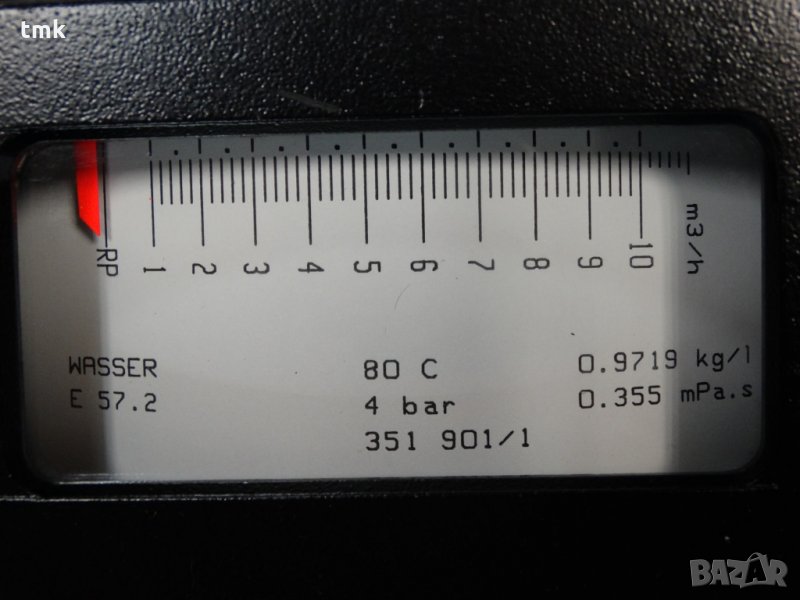 tmk
RP 1 2 3 4 5 6 7 8 9 10 m3/h
WASSER 80 C 0.9719 kg/l
E 57.2 4 bar 0.355 mPa.s
351 901/1
BAZAR